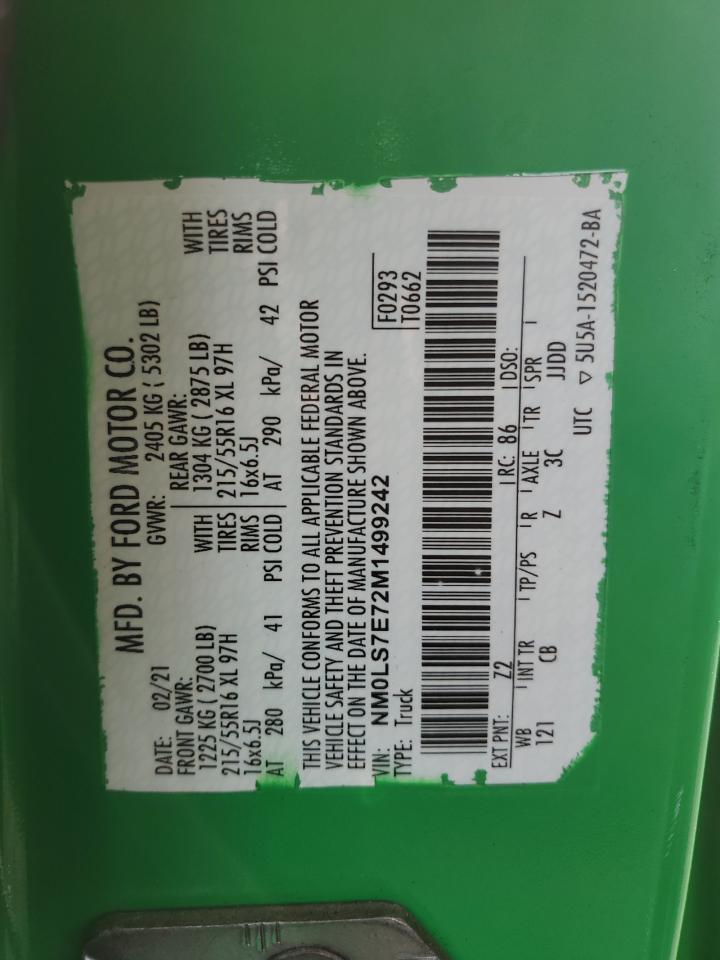 MFD. BY FORD MOTOR CO.
DATE: 02/21 GVWR: 2405 KG ( 5302 LB)
FRONT GAWR: REAR GAWR:
1225 KG ( 2700 LB) WITH 1304 KG ( 2875 LB) WITH
215/55R16 XL 97H TIRES 215/55R16 XL 97H TIRES
16x6.5J RIMS 16x6.5J RIMS
AT 280 kPa/ 41 PSI COLD AT 290 kPa/ 42 PSI COLD
THIS VEHICLE CONFORMS TO ALL APPLICABLE FEDERAL MOTOR
VEHICLE SAFETY AND THEFT PREVENTION STANDARDS IN
EFFECT ON THE DATE OF MANUFACTURE SHOWN ABOVE.
VIN: NM0LS7E72M1499242 F0293
TYPE: Truck T0662
EXT PNT: Z2 RC: 86 DSO:
WB INT TR TP/PS R AXLE TR SPR
121 CB Z 3C JJDD
UTC ▽ 5U5A-1520472-BA